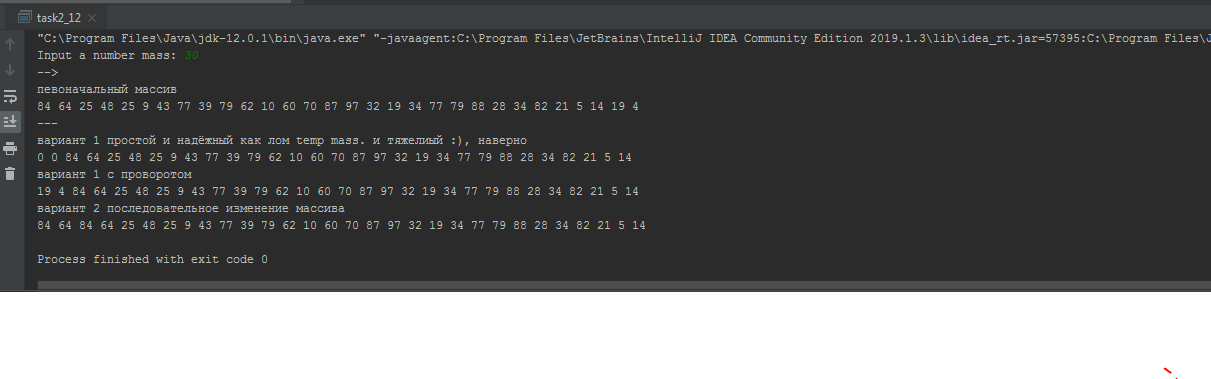 task2_12
"C:\Program Files\Java\jdk-12.0.1\bin\java.exe" "-javaagent:C:\Program Files\JetBrains\IntelliJ IDEA Community Edition 2019.1.3\lib\idea_rt.jar=57395:C:\Program Files\J
Input a number mass: 30
-->
певоначальный массив
84 64 25 48 25 9 43 77 39 79 62 10 60 70 87 97 32 19 34 77 79 88 28 34 82 21 5 14 19 4
---
вариант 1 простой и надёжный как лом temp mass. и тяжелиый :), наверно
0 0 84 64 25 48 25 9 43 77 39 79 62 10 60 70 87 97 32 19 34 77 79 88 28 34 82 21 5 14
вариант 1 с проворотом
19 4 84 64 25 48 25 9 43 77 39 79 62 10 60 70 87 97 32 19 34 77 79 88 28 34 82 21 5 14
вариант 2 последовательное изменение массива
84 64 84 64 25 48 25 9 43 77 39 79 62 10 60 70 87 97 32 19 34 77 79 88 28 34 82 21 5 14
Process finished with exit code 0